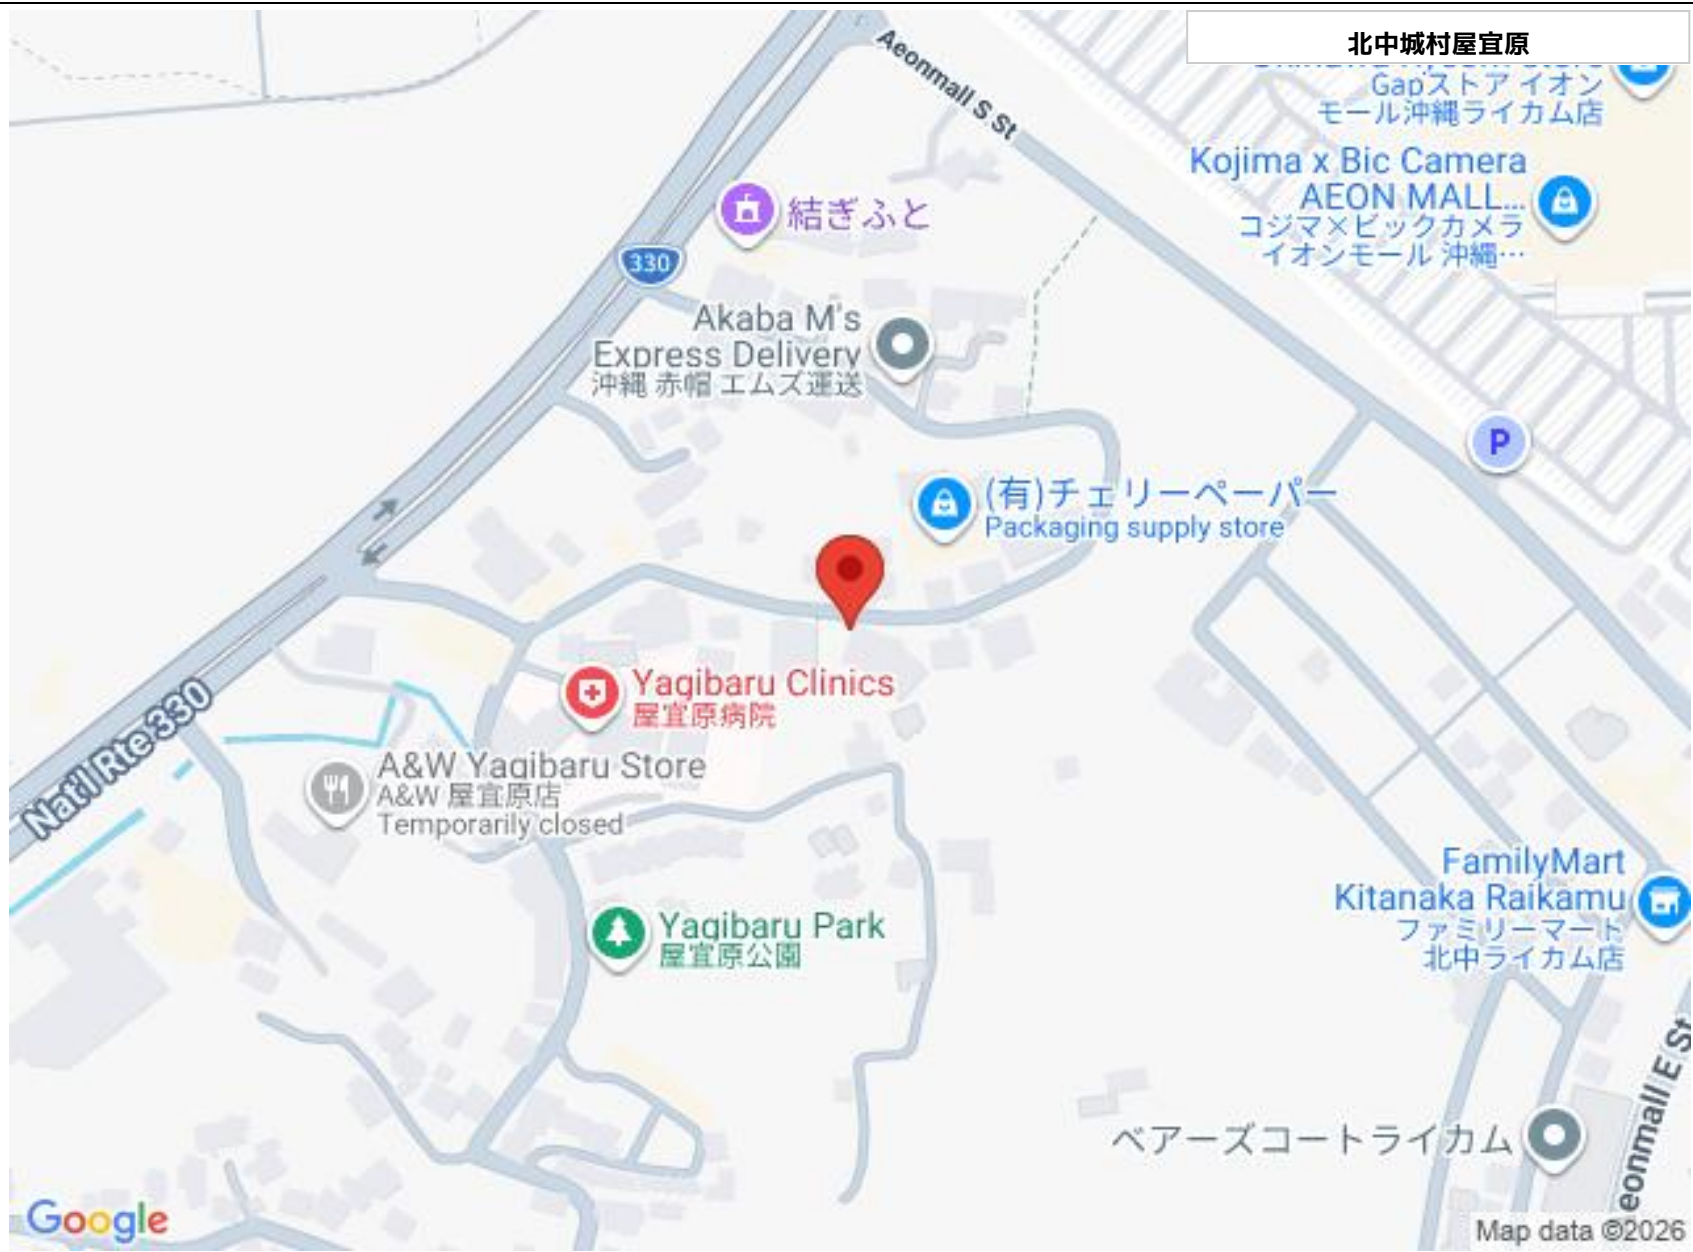 北中城村屋宜原
Aeonmall S St
Gapストア イオン
モール沖縄ライカム店
Kojima x Bic Camera
AEON MALL...
コジマ×ビックカメラ
イオンモール 沖縄…
結ぎふと
330
Akaba M's
Express Delivery
沖縄 赤帽 エムズ運送
P
(有)チェリーペーパー
Packaging supply store
Yagibaru Clinics
屋宜原病院
Nat'l Rte 330
A&W Yagibaru Store
A&W 屋宜原店
Temporarily closed
FamilyMart
Kitanaka Raikamu
ファミリーマート
北中ライカム店
Yagibaru Park
屋宜原公園
ベアーズコートライカム
eonmall E St
Google
Map data ©2026